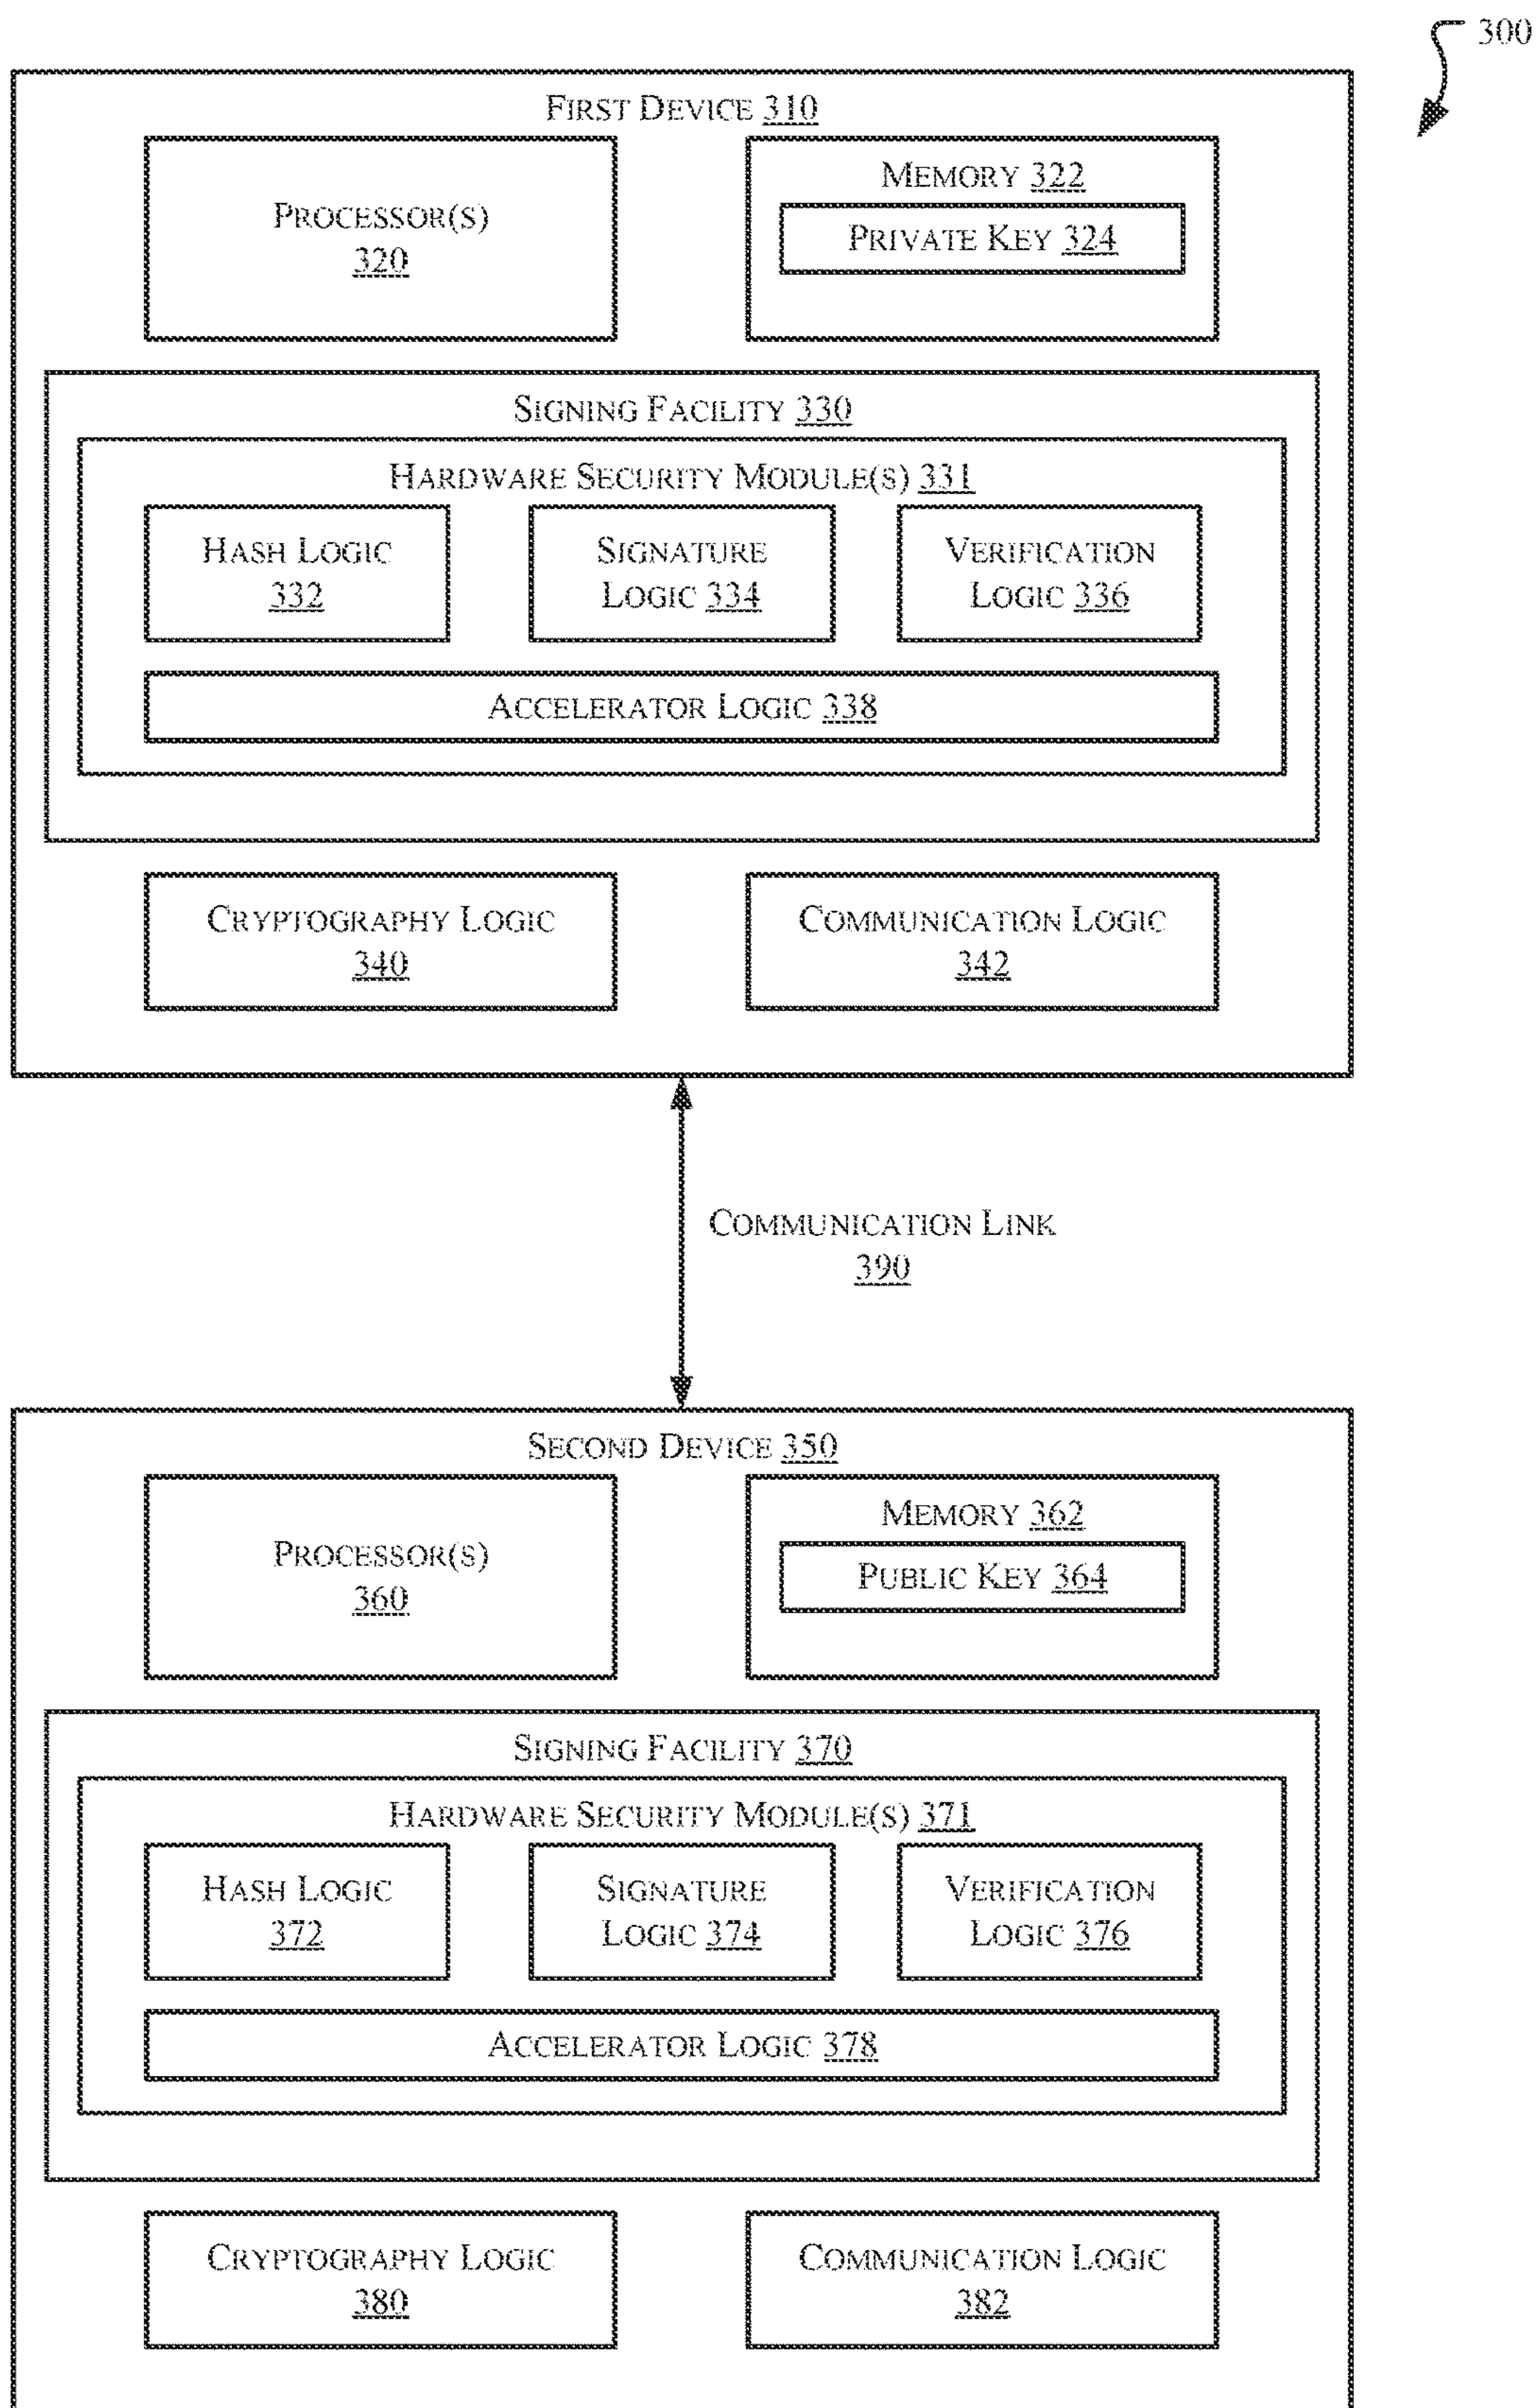 300
FIRST DEVICE 310
PROCESSOR(S)
320
MEMORY 322
PRIVATE KEY 324
SIGNING FACILITY 330
HARDWARE SECURITY MODULE(S) 331
HASH LOGIC
332
SIGNATURE
LOGIC 334
VERIFICATION
LOGIC 336
ACCELERATOR LOGIC 338
CRYPTOGRAPHY LOGIC
340
COMMUNICATION LOGIC
342
COMMUNICATION LINK
390
SECOND DEVICE 350
PROCESSOR(S)
360
MEMORY 362
PUBLIC KEY 364
SIGNING FACILITY 370
HARDWARE SECURITY MODULE(S) 371
HASH LOGIC
372
SIGNATURE
LOGIC 374
VERIFICATION
LOGIC 376
ACCELERATOR LOGIC 378
CRYPTOGRAPHY LOGIC
380
COMMUNICATION LOGIC
382